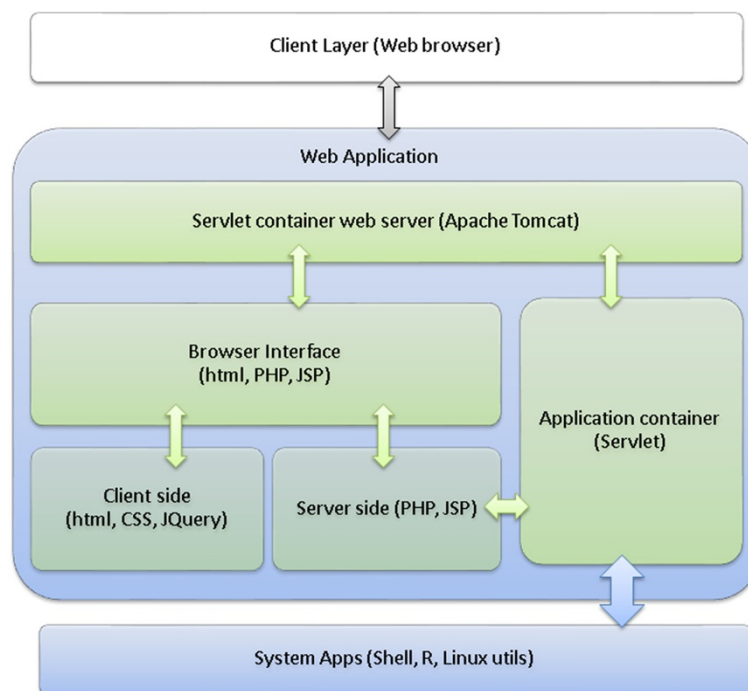 Client Layer (Web browser)
Web Application
Servlet container web server (Apache Tomcat)
Browser Interface
(html, PHP, JSP)
Application container
(Servlet)
Client side
(html, CSS, JQuery)
Server side (PHP, JSP)
System Apps (Shell, R, Linux utils)